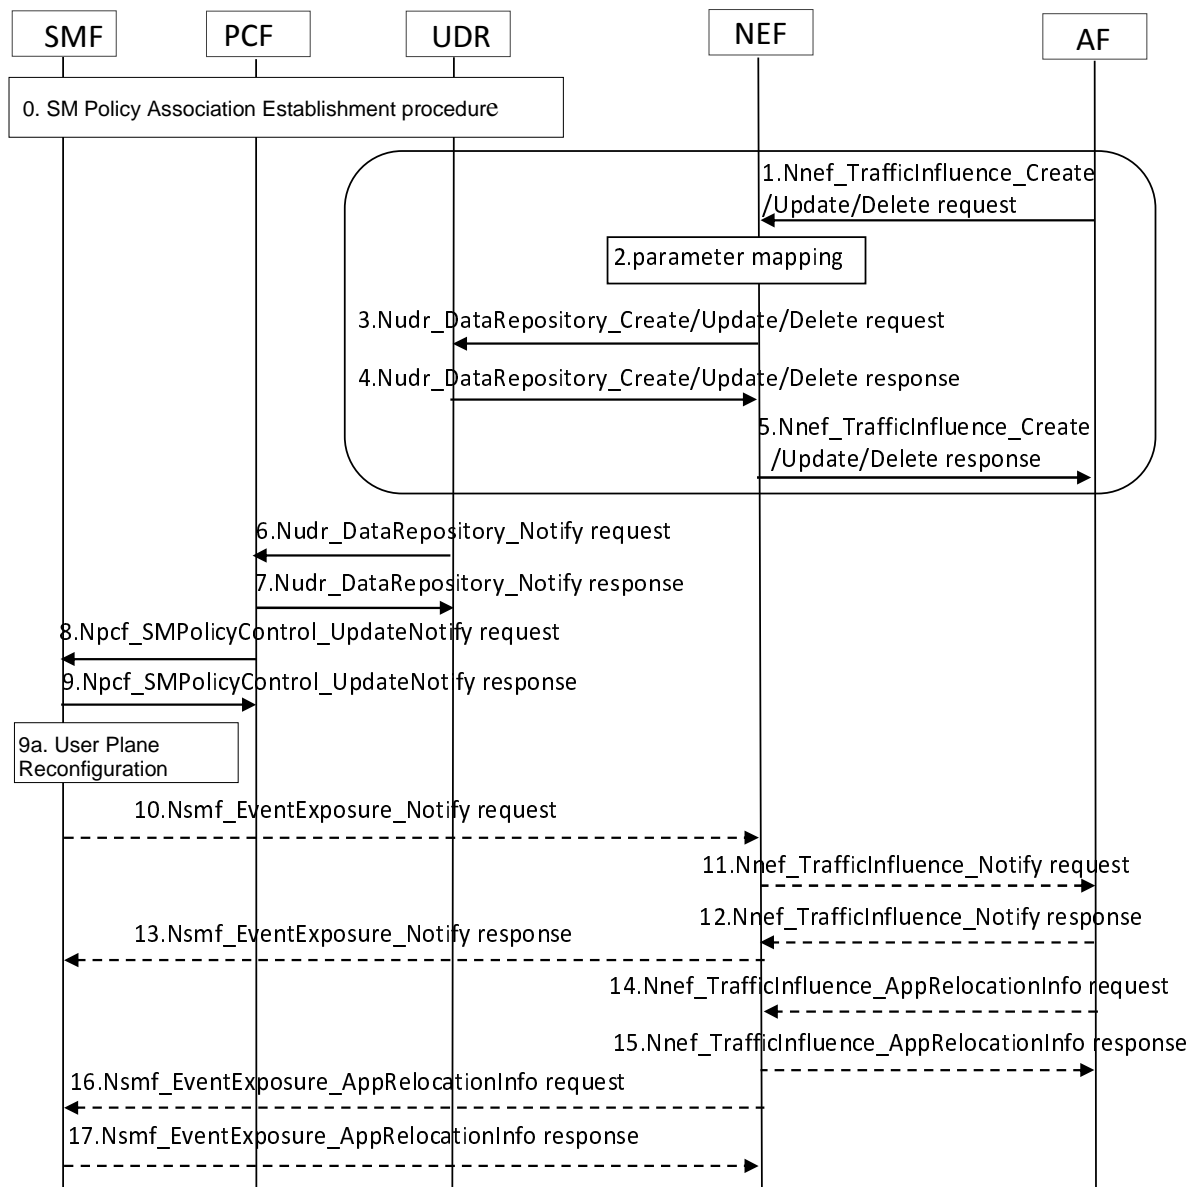 SMF
PCF
UDR
NEF
AF
0. SM Policy Association Establishment procedure
1.Nnef_TrafficInfluence_Create
/Update/Delete request
2.parameter mapping
3.Nudr_DataRepository_Create/Update/Delete request
4.Nudr_DataRepository_Create/Update/Delete response
5.Nnef_TrafficInfluence_Create
/Update/Delete response
6.Nudr_DataRepository_Notify request
7.Nudr_DataRepository_Notify response
8.Npcf_SMPolicyControl_UpdateNotify request
9.Npcf_SMPolicyControl_UpdateNotify response
9a. User Plane
Reconfiguration
10.Nsmf_EventExposure_Notify request
11.Nnef_TrafficInfluence_Notify request
12.Nnef_TrafficInfluence_Notify response
13.Nsmf_EventExposure_Notify response
14.Nnef_TrafficInfluence_AppRelocationInfo request
15.Nnef_TrafficInfluence_AppRelocationInfo response
16.Nsmf_EventExposure_AppRelocationInfo request
17.Nsmf_EventExposure_AppRelocationInfo response